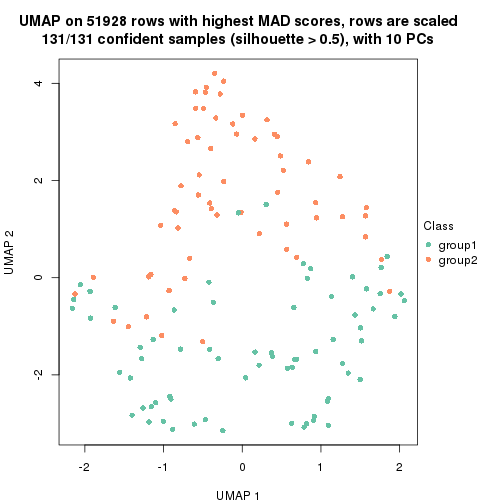 UMAP on 51928 rows with highest MAD scores, rows are scaled
131/131 confident samples (silhouette > 0.5), with 10 PCs
4
2
0
-2
UMAP 2
-2
-1
0
1
2
UMAP 1
Class
group1
group2